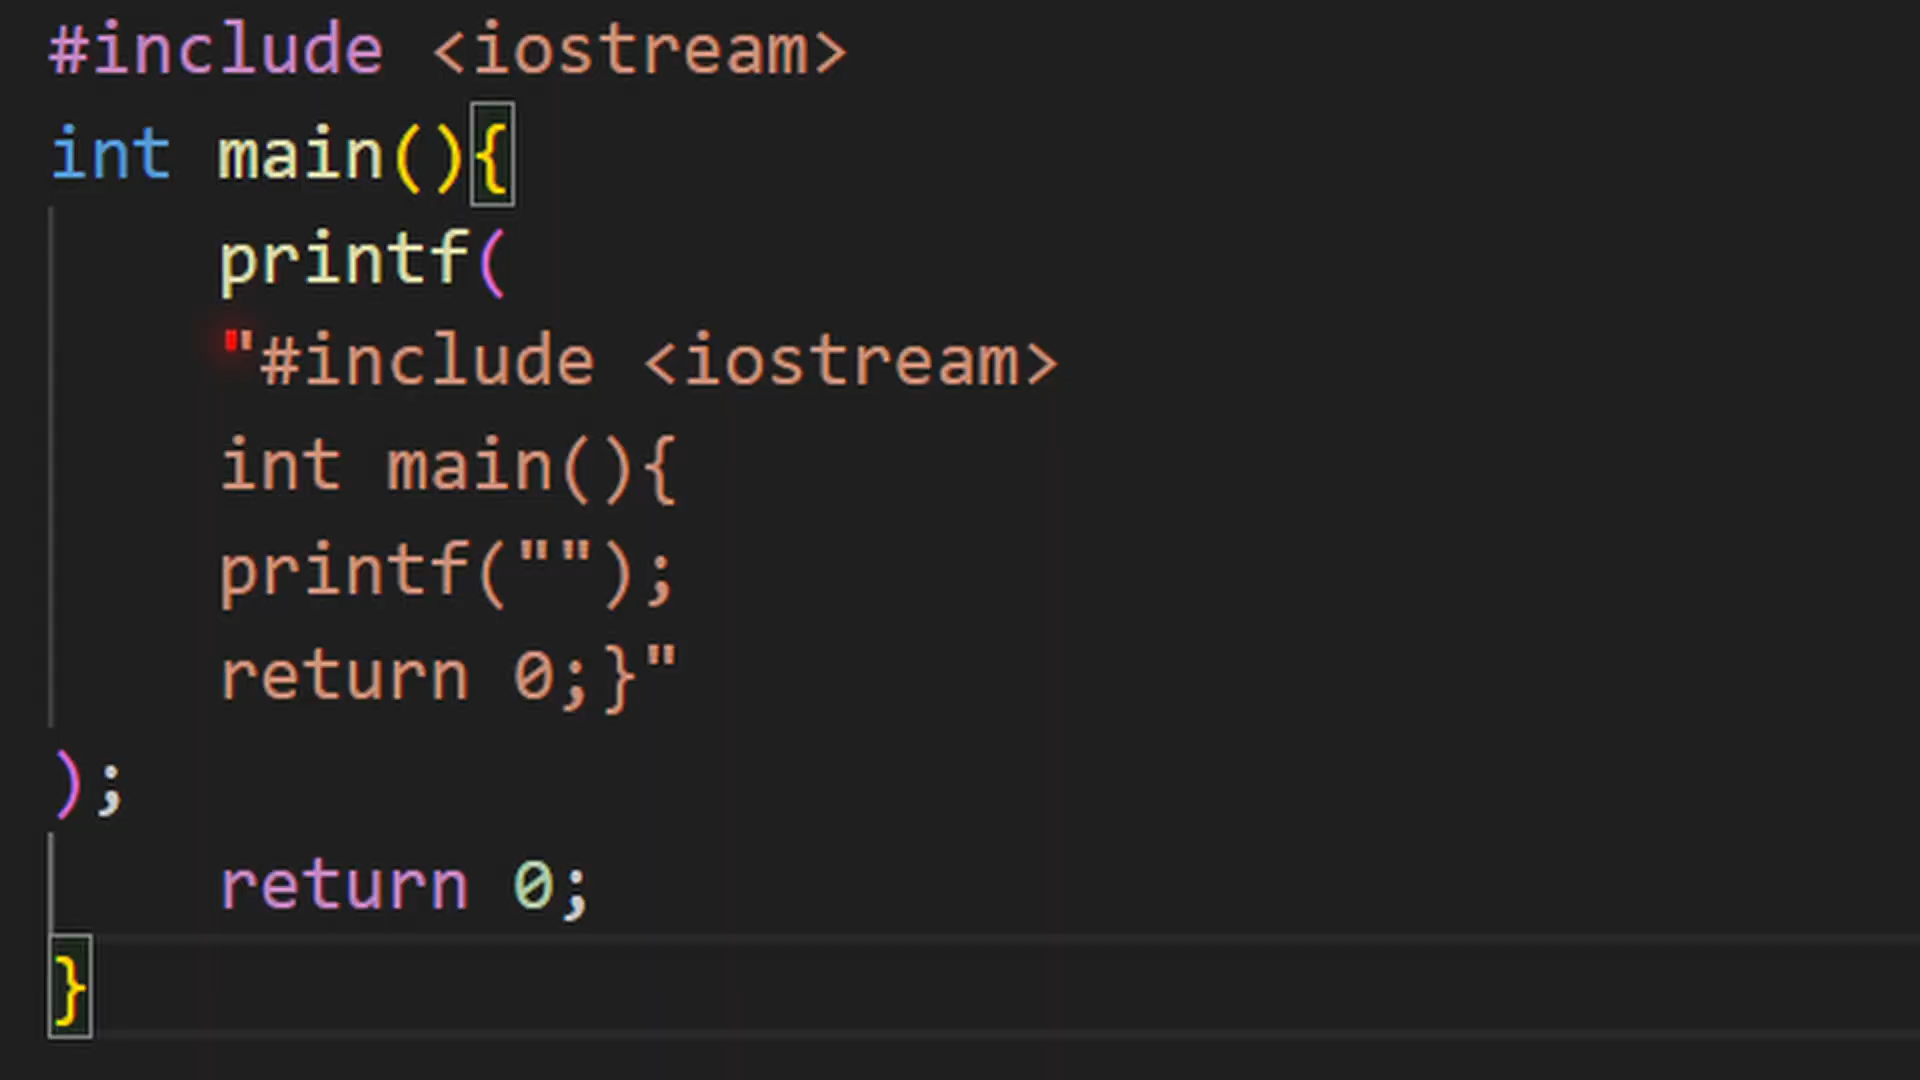 #include <iostream>
int main(){
    printf(
    "#include <iostream>
    int main(){
    printf("");
    return 0;}"
);
    return 0;
}